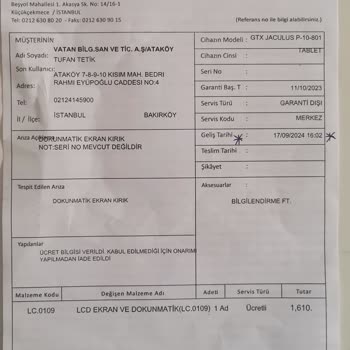 Beşyol Mahallesi 1. Akasya Sk. No: 14/16-1
Küçükçekmece / İSTANBUL
Tel: 0212 630 80 20 - Fax: 0212 630 90 15
(Referans no ile bilgi alabilirsiniz.)
MÜŞTERİNİN
Adı Soyadı: VATAN BİLG.SAN VE TİC. A.Ş/ATAKÖY
TUFAN TETİK
Son Kullanıcı:
Adres: ATAKÖY 7-8-9-10 KISIM MAH. BEDRİ
RAHMİ EYÜPOĞLU CADDESİ NO:4
Tel: 02124145900
İl / İlçe: İSTANBUL BAKIRKÖY
Cihazın Modeli : GTX JACULUS P-10-801
Cihazın Cinsi : TABLET
Seri No :
Garanti Baş. T : 11/10/2023
Servis Türü : GARANTİ DIŞI
Servis Kodu : MERKEZ
Geliş Tarihi : 17/09/2024 16:02
Teslim Tarihi :
Şikâyet :
Arıza Açıklama: DOKUNMATİK EKRAN KIRIK
NOT:SERİ NO MEVCUT DEĞİLDİR
Tespit Edilen Arıza
DOKUNMATİK EKRAN KIRIK
Aksesuarlar :
BİLGİLENDİRME FT.
Yapılanlar
ÜCRET BİLGİSİ VERİLDİ. KABUL EDİLMEDİĞİ İÇİN ONARIM
YAPILMADAN İADE EDİLDİ
Malzeme Kodu Değişen Malzeme Adı Adeti Servis Türü Tutar
LC.0109 LCD EKRAN VE DOKUNMATİK(LC.0109) 1 Ad Ücretli 1,610.